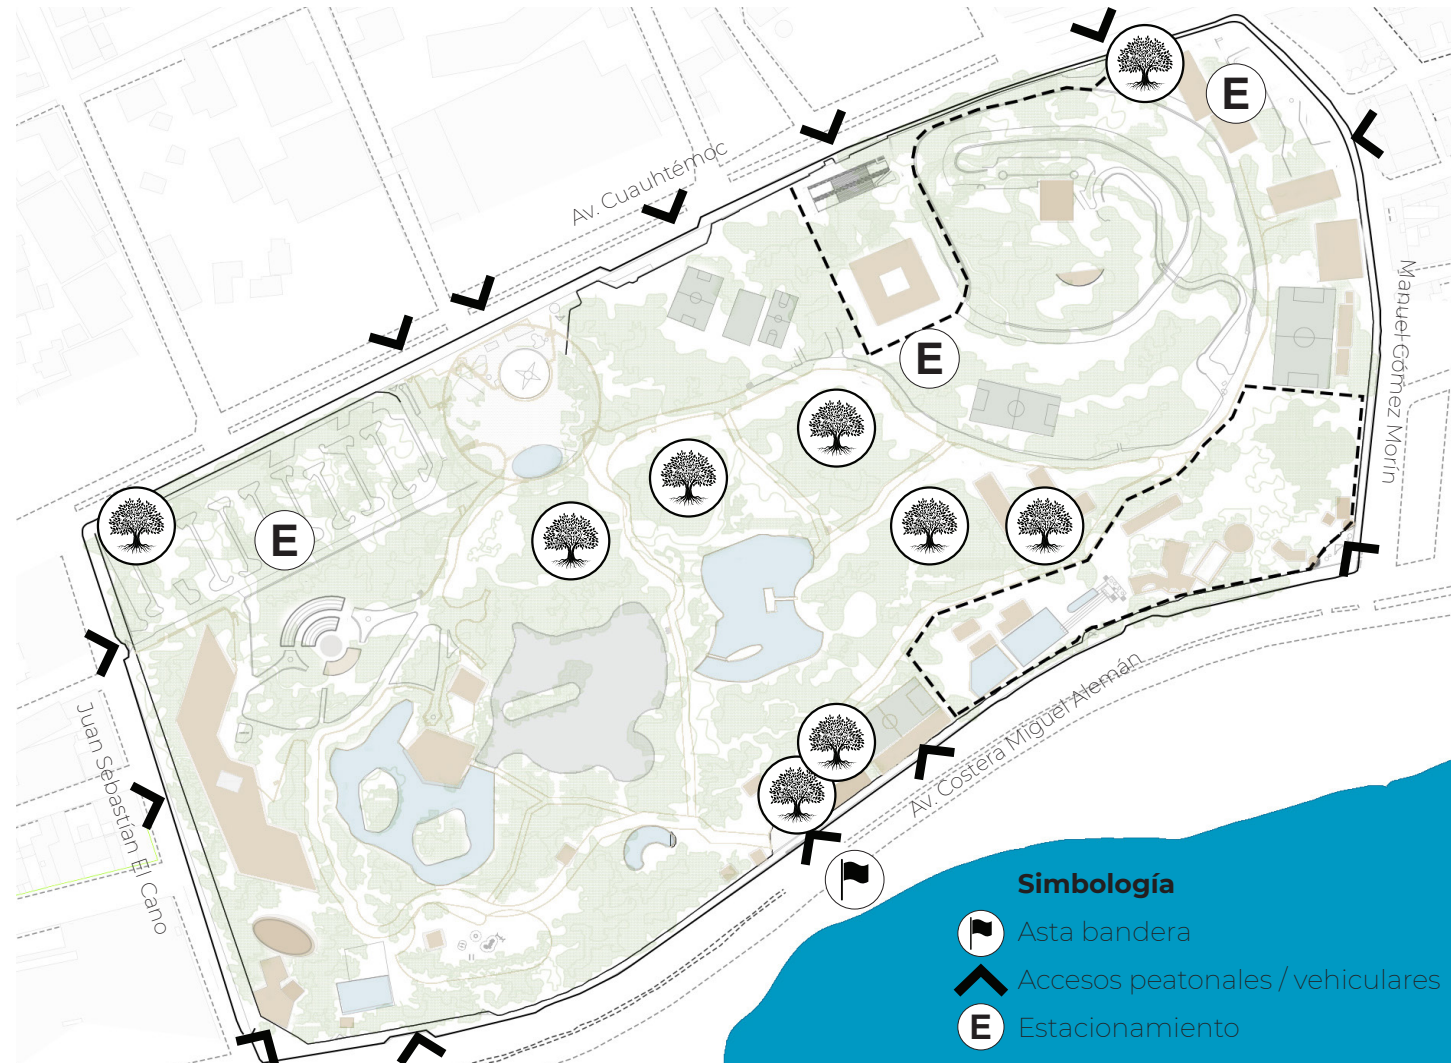 E
Av. Cuauhtémoc
Manuel Gómez Morín
E
E
Juan Sebastían El Cano
Av. Costera Miguel Alemán
Simbología
Asta bandera
Accesos peatonales / vehiculares
E Estacionamiento